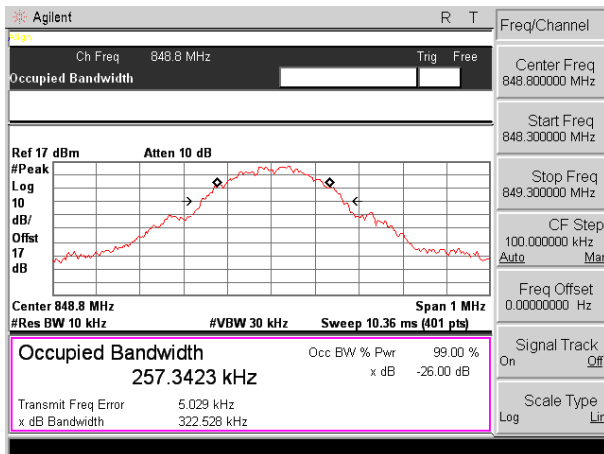 Agilent R T
Align
Ch Freq 848.8 MHz Trig Free
Occupied Bandwidth
Ref 17 dBm Atten 10 dB
#Peak
Log
10
dB/
Offst
17
dB
Center 848.8 MHz Span 1 MHz
#Res BW 10 kHz #VBW 30 kHz Sweep 10.36 ms (401 pts)
Occupied Bandwidth Occ BW % Pwr 99.00 %
257.3423 kHz x dB -26.00 dB
Transmit Freq Error 5.029 kHz
x dB Bandwidth 322.528 kHz
Freq/Channel
Center Freq
848.800000 MHz
Start Freq
848.300000 MHz
Stop Freq
849.300000 MHz
CF Step
100.000000 kHz
Auto Man
Freq Offset
0.00000000 Hz
Signal Track
On Off
Scale Type
Log Lin